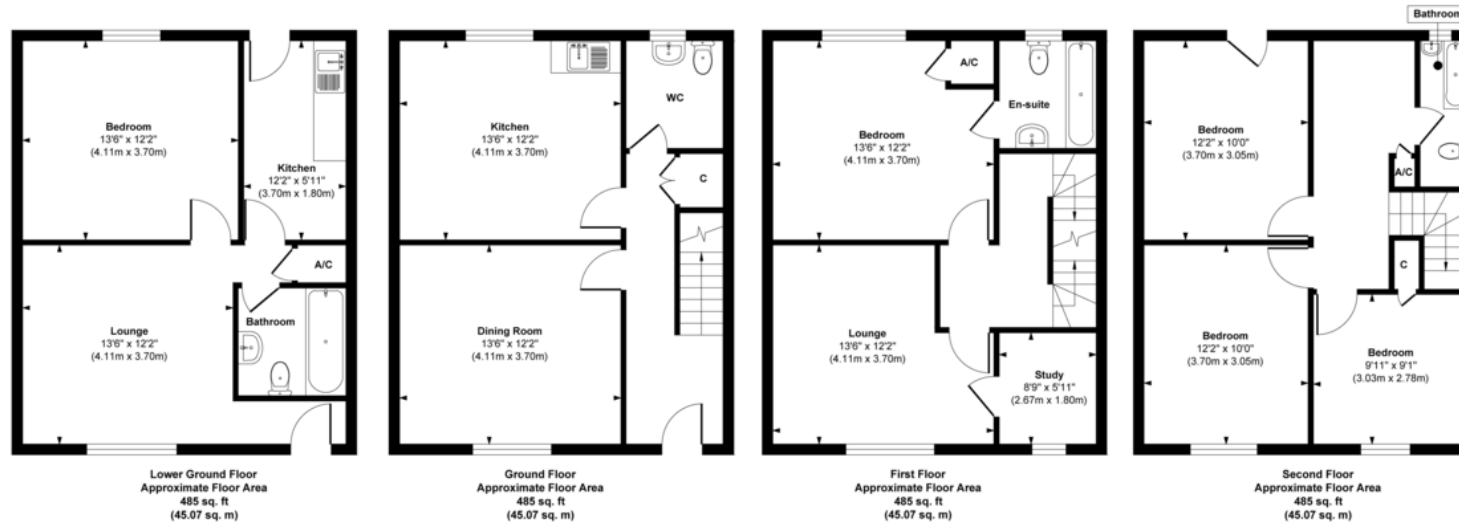 Bedroom
13'6" x 12'2"
(4.11m x 3.70m)
Kitchen
12'2" x 5'11"
(3.70m x 1.80m)
A/C
Lounge
13'6" x 12'2"
(4.11m x 3.70m)
Bathroom
Lower Ground Floor
Approximate Floor Area
485 sq. ft
(45.07 sq. m)
Kitchen
13'6" x 12'2"
(4.11m x 3.70m)
WC
C
Dining Room
13'6" x 12'2"
(4.11m x 3.70m)
Ground Floor
Approximate Floor Area
485 sq. ft
(45.07 sq. m)
A/C
En-suite
Bedroom
13'6" x 12'2"
(4.11m x 3.70m)
Lounge
13'6" x 12'2"
(4.11m x 3.70m)
Study
8'9" x 5'11"
(2.67m x 1.80m)
First Floor
Approximate Floor Area
485 sq. ft
(45.07 sq. m)
Bathroom
Bedroom
12'2" x 10'0"
(3.70m x 3.05m)
A/C
C
Bedroom
12'2" x 10'0"
(3.70m x 3.05m)
Bedroom
9'11" x 9'1"
(3.03m x 2.78m)
Second Floor
Approximate Floor Area
485 sq. ft
(45.07 sq. m)